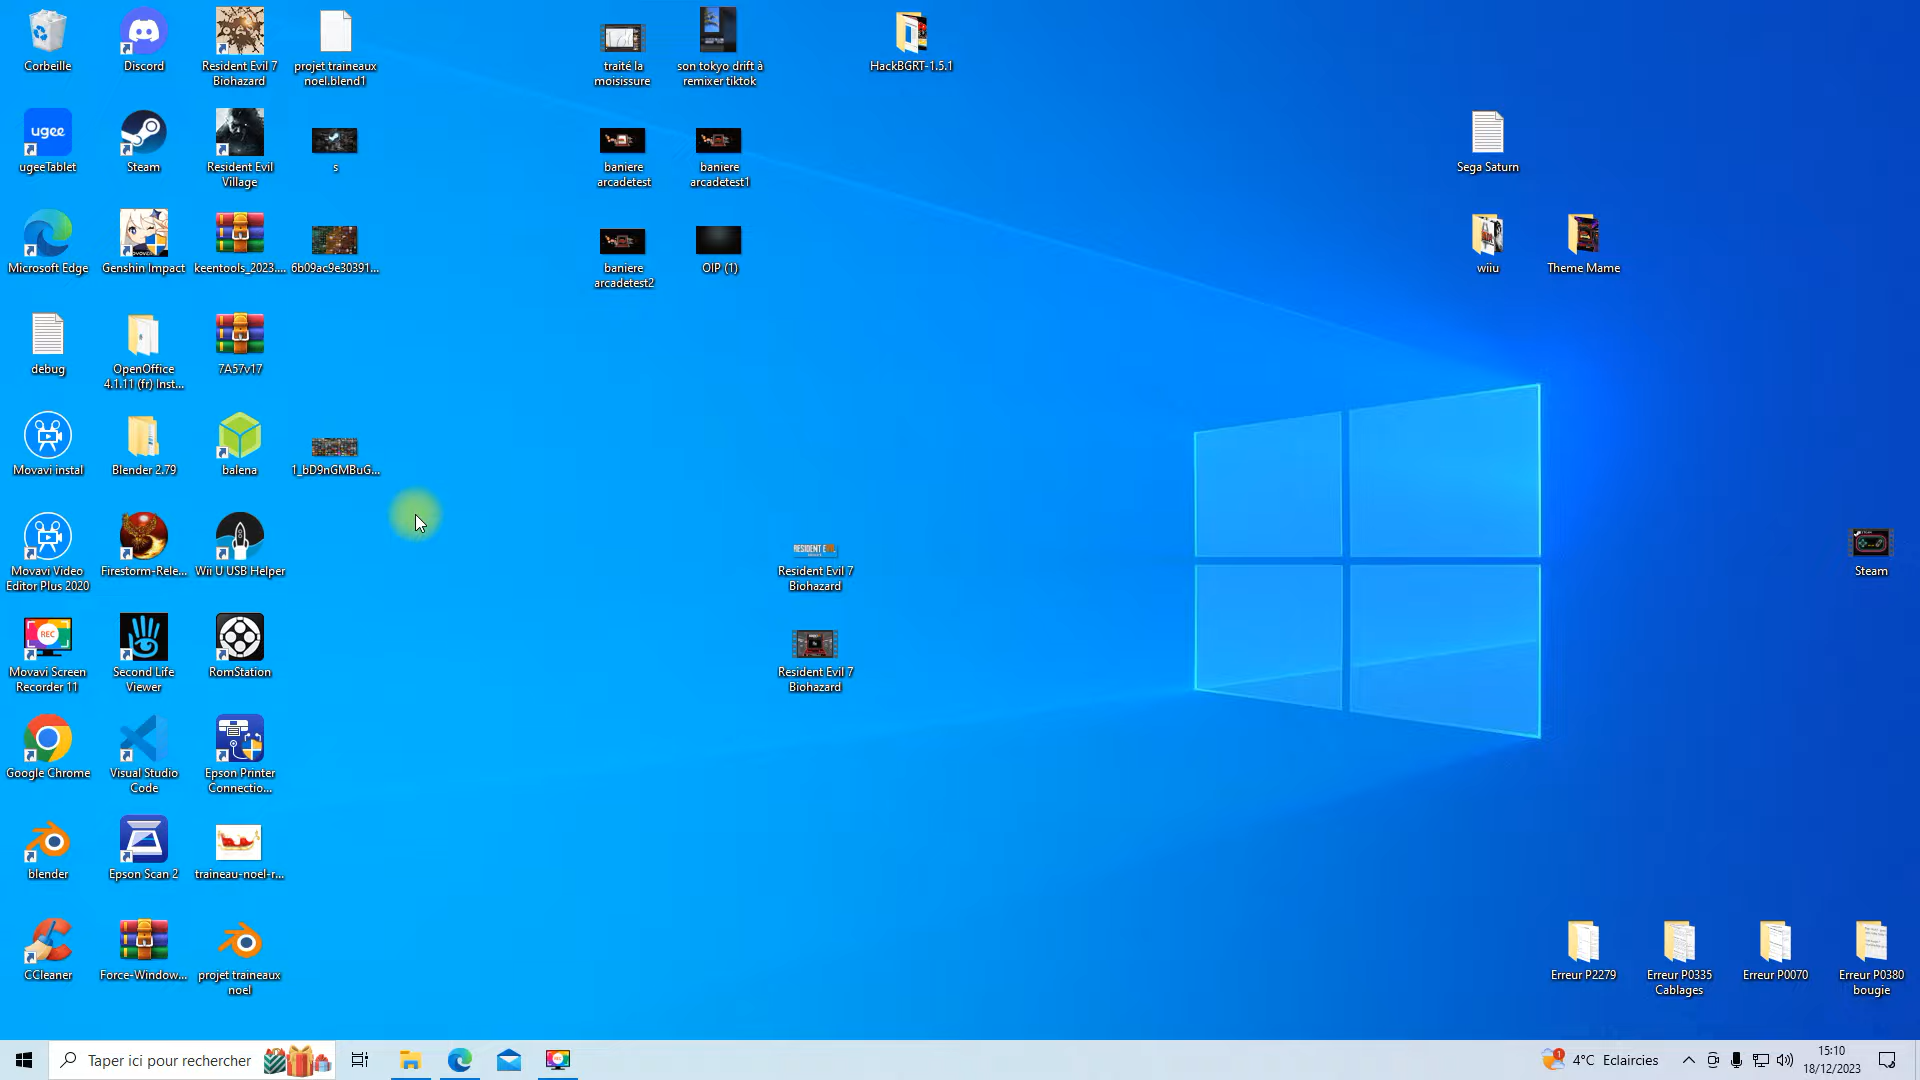 Corbeille
Discord
Resident Evil 7
Biohazard
projet traineaux
noel.blend1
traité la
moisissure
son tokyo drift à
remixer tiktok
HackBGRT-1.5.1
ugee
ugeeTablet
Steam
Resident Evil
Village
s
baniere
arcadetest
baniere
arcadetest1
Sega Saturn
Microsoft Edge
Genshin Impact
keentools_2023....
6b09ac9e30391...
baniere
arcadetest2
OIP (1)
wiiu
Theme Mame
debug
OpenOffice
4.1.11 (fr) Inst...
7A57v17
Movavi instal
Blender 2.79
balena
1_bD9nGMBuG...
Movavi Video
Editor Plus 2020
Firestorm-Rele...
Wii U USB Helper
RESIDENT EVIL
Resident Evil 7
Biohazard
Steam
REC
Movavi Screen
Recorder 11
Second Life
Viewer
RomStation
Resident Evil 7
Biohazard
Google Chrome
Visual Studio
Code
Epson Printer
Connectio...
blender
Epson Scan 2
traineau-noel-r...
CCleaner
Force-Window...
projet traineaux
noel
Erreur P2279
Erreur P0335
Cablages
Erreur P0070
Erreur P0380
bougie
Taper ici pour rechercher
1
4°C Eclaircies
15:10
18/12/2023